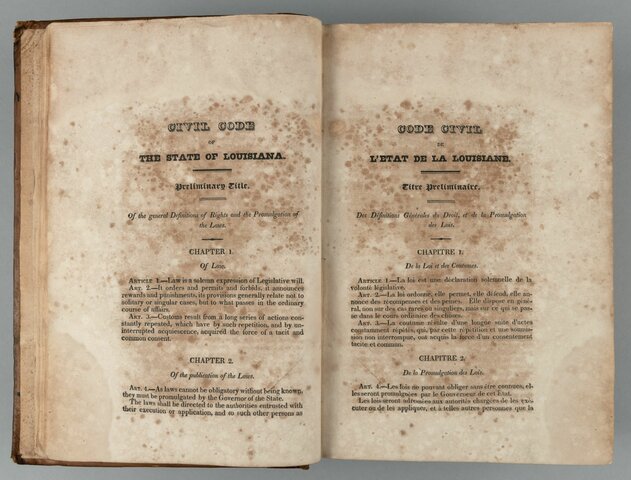 CIVIL CODE
OF
THE STATE OF LOUISIANA.
Preliminary Title.
Of the general Definitions of Rights and the Promulgation of
the Laws.
CHAPTER 1.
Of Law.
ARTICLE 1.—Law is a solemn expression of Legislative will.
ART. 2.—It orders and permits and forbids; it announces
rewards and punishments, its provisions generally relate not to
solitary or singular cases, but to what passes in the ordinary
course of affairs.
ART. 3.—Customs result from a long series of actions con-
stantly repeated, which have by such repetition, and by un-
interrupted acquiescence, acquired the force of a tacit and
common consent.
CHAPTER 2.
Of the publication of the Laws.
ART. 4.—As laws cannot be obligatory without being known,
they must be promulgated by the Governor of the State.
The laws shall be directed to the authorities entrusted with
their execution or application, and to such other persons as
CODE CIVIL
DE
L'ETAT DE LA LOUISIANE.
Titre Preliminaire.
Des Définitions Générales du Droit, et de la Promulgation
des Lois.
CHAPITRE 1.
De la Loi et des Coutumes.
ARTICLE 1.—La loi est une déclaration solennelle de la
volonté législative.
ART. 2.—La loi ordonne, elle permet, elle défend, elle an-
nonce des récompenses et des peines. Elle dispose en géné-
ral, non sur des cas rares ou singuliers, mais sur ce qui se pas-
se dans le cours ordinaire des choses.
ART. 3.—La coutume résulte d'une longue suite d'actes
constamment répétés, qui, par cette répétition et une soumis-
sion non interrompue, ont acquis la force d'un consentement
tacite et commun.
CHAPITRE 2.
De la Promulgation des Lois.
ART. 4.—Les lois ne pouvant obliger sans être connues, el-
les seront promulguées par le Gouverneur de cet Etat.
Les lois seront adressées aux autorités chargées de les exé-
cuter ou de les appliquer, et à telles autres personnes que la